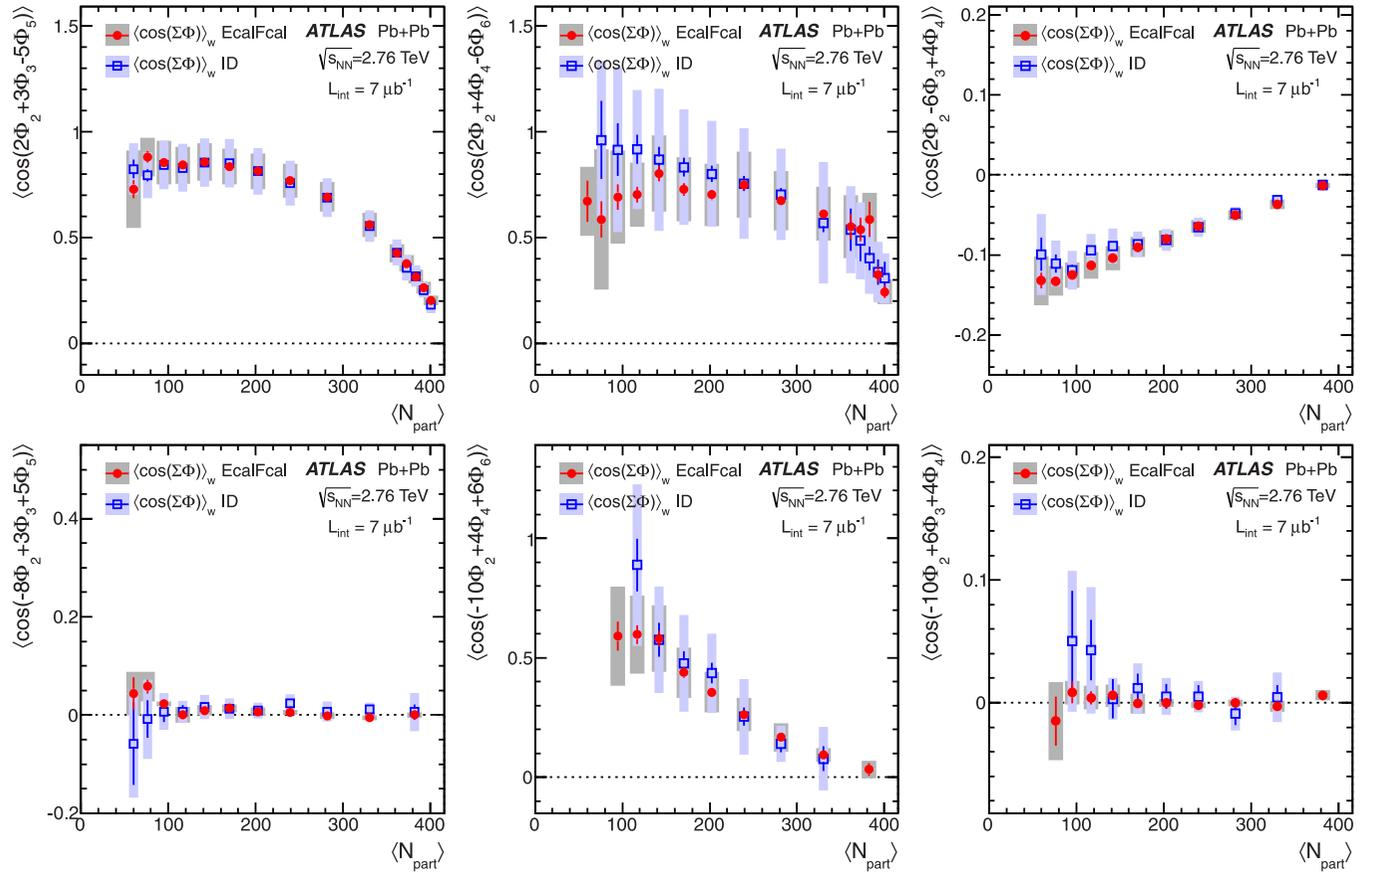 ⟨cos(2Φ₂+3Φ₃-5Φ₅)⟩
1.5
1
0.5
0
⟨cos(ΣΦ)⟩w EcalFcal
⟨cos(ΣΦ)⟩w ID
ATLAS Pb+Pb
√sNN=2.76 TeV
Lint = 7 μb⁻¹
0 100 200 300 400
⟨Npart⟩
⟨cos(2Φ₂+4Φ₄-6Φ₆)⟩
1.5
1
0.5
0
⟨cos(ΣΦ)⟩w EcalFcal
⟨cos(ΣΦ)⟩w ID
ATLAS Pb+Pb
√sNN=2.76 TeV
Lint = 7 μb⁻¹
0 100 200 300 400
⟨Npart⟩
⟨cos(2Φ₂-6Φ₃+4Φ₄)⟩
0.2
0.1
0
-0.1
-0.2
⟨cos(ΣΦ)⟩w EcalFcal
⟨cos(ΣΦ)⟩w ID
ATLAS Pb+Pb
√sNN=2.76 TeV
Lint = 7 μb⁻¹
0 100 200 300 400
⟨Npart⟩
⟨cos(-8Φ₂+3Φ₃+5Φ₅)⟩
0.4
0.2
0
-0.2
⟨cos(ΣΦ)⟩w EcalFcal
⟨cos(ΣΦ)⟩w ID
ATLAS Pb+Pb
√sNN=2.76 TeV
Lint = 7 μb⁻¹
0 100 200 300 400
⟨Npart⟩
⟨cos(-10Φ₂+4Φ₄+6Φ₆)⟩
1
0.5
0
⟨cos(ΣΦ)⟩w EcalFcal
⟨cos(ΣΦ)⟩w ID
ATLAS Pb+Pb
√sNN=2.76 TeV
Lint = 7 μb⁻¹
0 100 200 300 400
⟨Npart⟩
⟨cos(-10Φ₂+6Φ₃+4Φ₄)⟩
0.2
0.1
0
⟨cos(ΣΦ)⟩w EcalFcal
⟨cos(ΣΦ)⟩w ID
ATLAS Pb+Pb
√sNN=2.76 TeV
Lint = 7 μb⁻¹
0 100 200 300 400
⟨Npart⟩